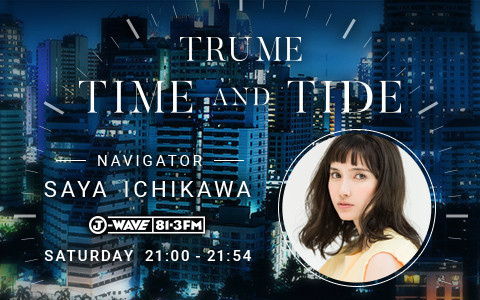 TRUME
TIME AND TIDE
NAVIGATOR
SAYA ICHIKAWA
J-WAVE 81.3FM
SATURDAY 21:00 - 21:54